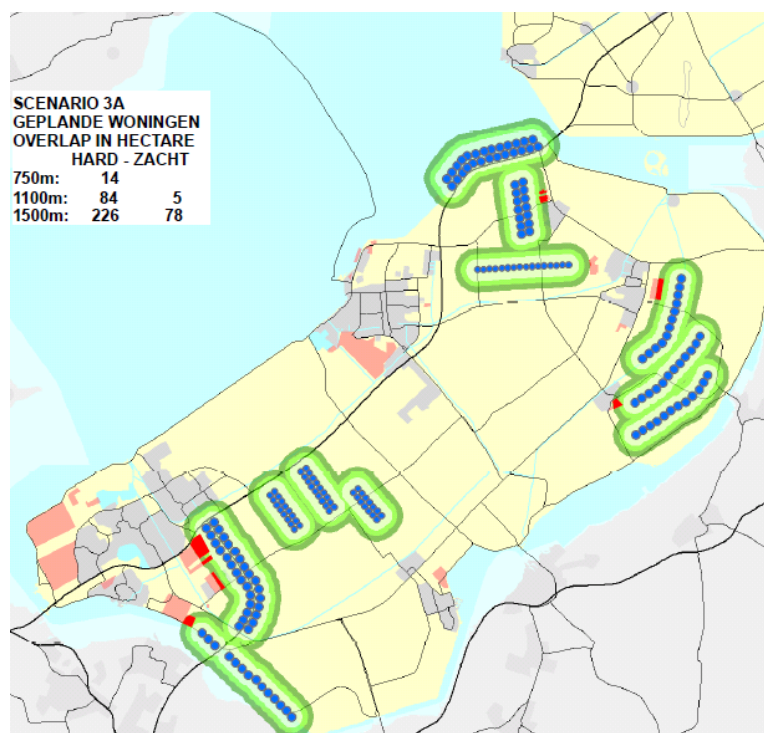 SCENARIO 3A
GEPLANDE WONINGEN
OVERLAP IN HECTARE
HARD - ZACHT
750m: 14
1100m: 84 5
1500m: 226 78